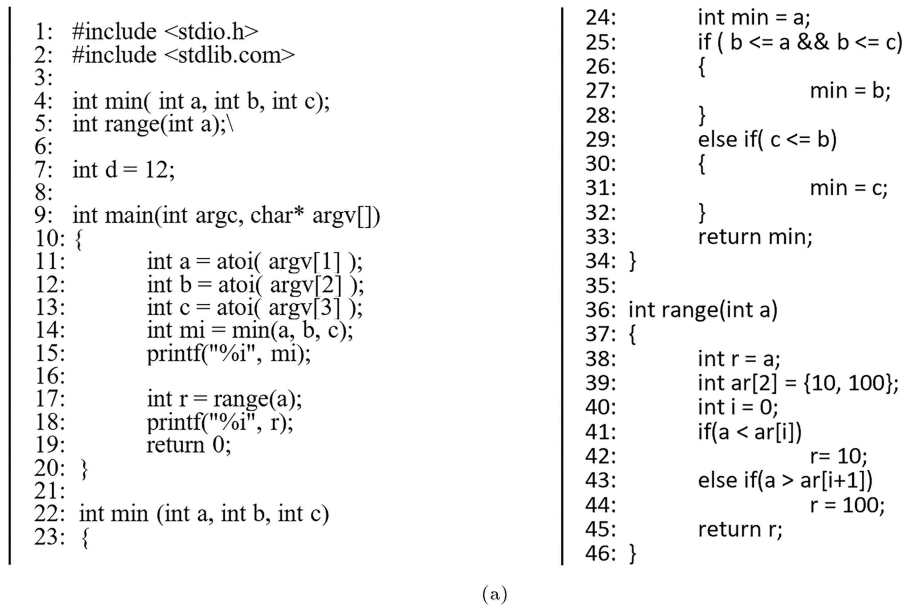 1: #include <stdio.h>
2: #include <stdlib.com>
3:
4: int min( int a, int b, int c);
5: int range(int a);\
6:
7: int d = 12;
8:
9: int main(int argc, char* argv[])
10: {
11: int a = atoi( argv[1] );
12: int b = atoi( argv[2] );
13: int c = atoi( argv[3] );
14: int mi = min(a, b, c);
15: printf("%i", mi);
16:
17: int r = range(a);
18: printf("%i", r);
19: return 0;
20: }
21:
22: int min (int a, int b, int c)
23: {
24: int min = a;
25: if ( b <= a && b <= c)
26: {
27: min = b;
28: }
29: else if( c <= b)
30: {
31: min = c;
32: }
33: return min;
34: }
35:
36: int range(int a)
37: {
38: int r = a;
39: int ar[2] = {10, 100};
40: int i = 0;
41: if(a < ar[i])
42: r= 10;
43: else if(a > ar[i+1])
44: r = 100;
45: return r;
46: }
(a)